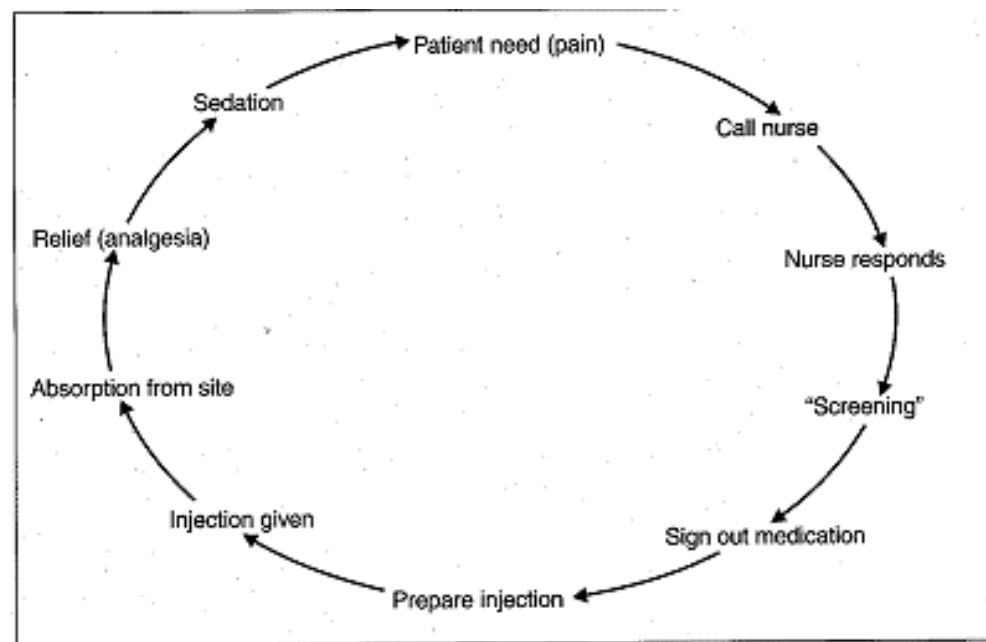 Patient need (pain)
Call nurse
Nurse responds
“Screening”
Sign out medication
Prepare injection
Injection given
Absorption from site
Relief (analgesia)
Sedation